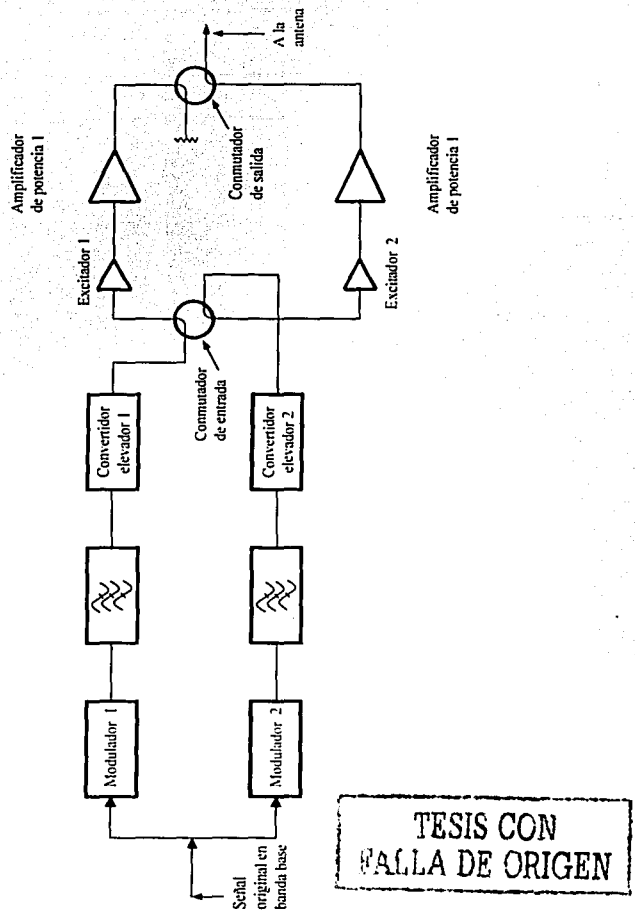 Señal
original en
banda base
Modulador 1
Modulador 2
Convertidor
elevador 1
Convertidor
elevador 2
Conmutador
de entrada
Excitador 1
Excitador 2
Amplificador
de potencia 1
Amplificador
de potencia 1
Conmutador
de salida
A la
antena
TESIS CON
FALLA DE ORIGEN